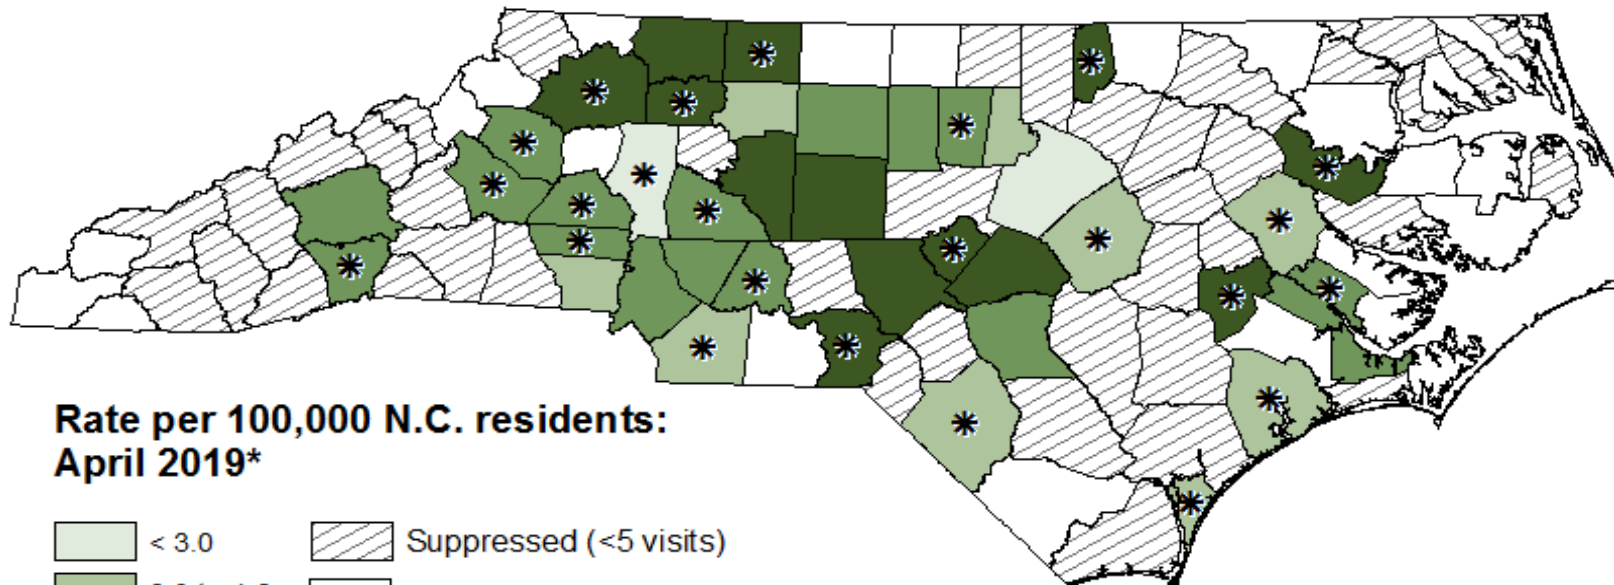 Rate per 100,000 N.C. residents:
April 2019*
< 3.0
Suppressed (<5 visits)